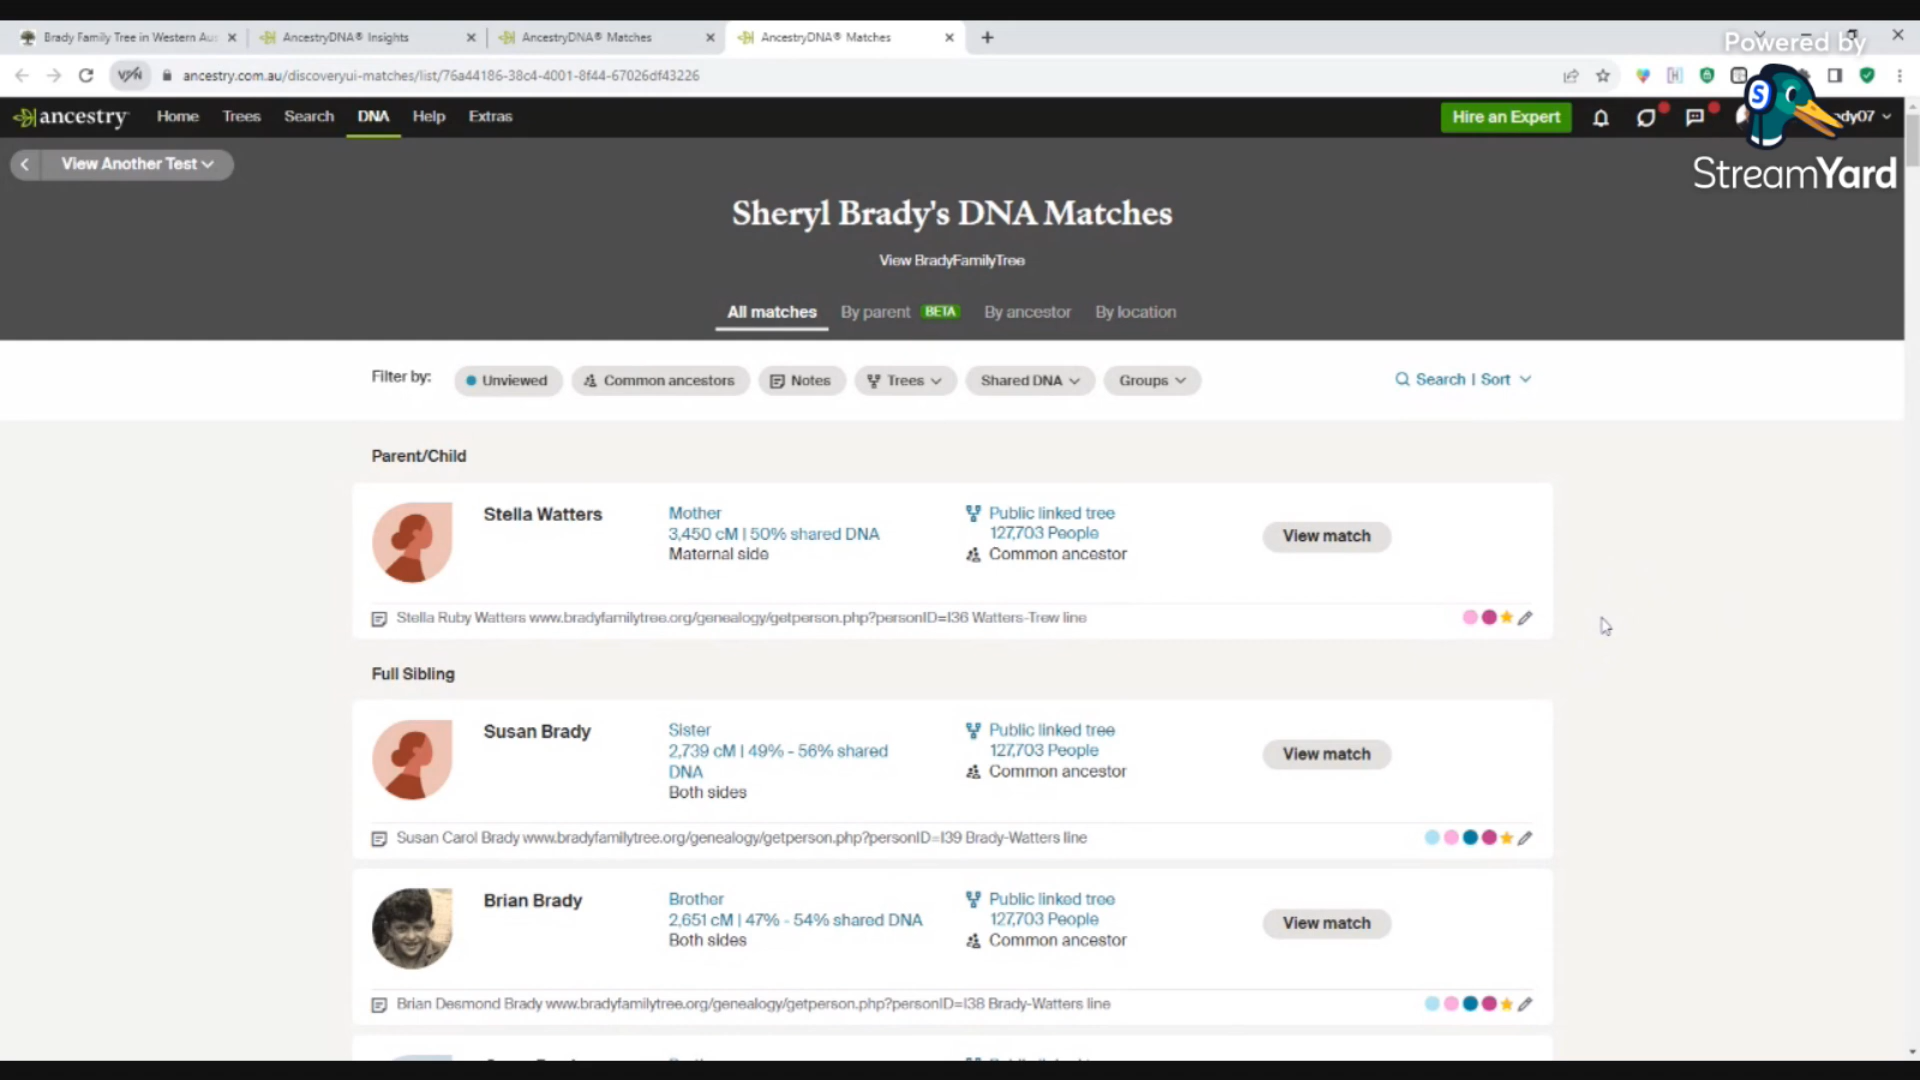 Brady Family Tree in Western Aus
AncestryDNA® Insights
AncestryDNA® Matches
AncestryDNA® Matches
Powered by
VPN
ancestry.com.au/discoveryui-matches/list/76a44186-38c4-4001-8f44-67026df43226
ancestry
Home
Trees
Search
DNA
Help
Extras
Hire an Expert
dy07
StreamYard
View Another Test
Sheryl Brady's DNA Matches
View BradyFamilyTree
All matches
By parent BETA
By ancestor
By location
Filter by:
Unviewed
Common ancestors
Notes
Trees
Shared DNA
Groups
Search | Sort
Parent/Child
Stella Watters
Mother
3,450 cM | 50% shared DNA
Maternal side
Public linked tree
127,703 People
Common ancestor
View match
Stella Ruby Watters www.bradyfamilytree.org/genealogy/getperson.php?personID=I36 Watters-Trew line
Full Sibling
Susan Brady
Sister
2,739 cM | 49% - 56% shared
DNA
Both sides
Public linked tree
127,703 People
Common ancestor
View match
Susan Carol Brady www.bradyfamilytree.org/genealogy/getperson.php?personID=I39 Brady-Watters line
Brian Brady
Brother
2,651 cM | 47% - 54% shared DNA
Both sides
Public linked tree
127,703 People
Common ancestor
View match
Brian Desmond Brady www.bradyfamilytree.org/genealogy/getperson.php?personID=I38 Brady-Watters line